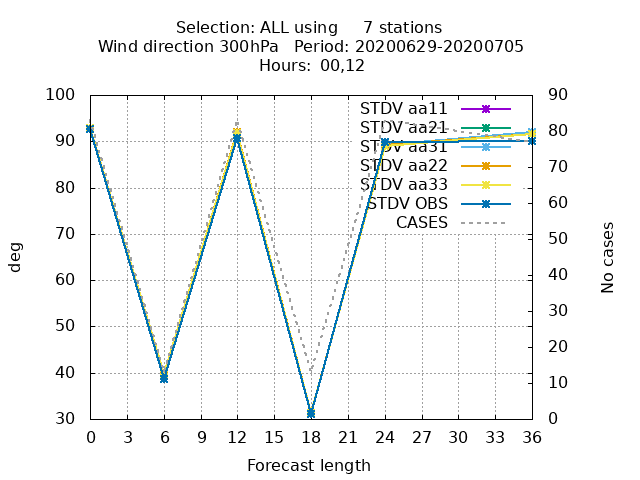 Selection: ALL using 7 stations
Wind direction 300hPa Period: 20200629-20200705
Hours: 00,12
100 90
90 80
80 70
70 60
60 50
50 40
40 30
30 20
10
0
STDV aa11
STDV aa21
STDV aa31
STDV aa22
STDV aa33
STDV OBS
CASES
deg
No cases
0 3 6 9 12 15 18 21 24 27 30 33 36
Forecast length